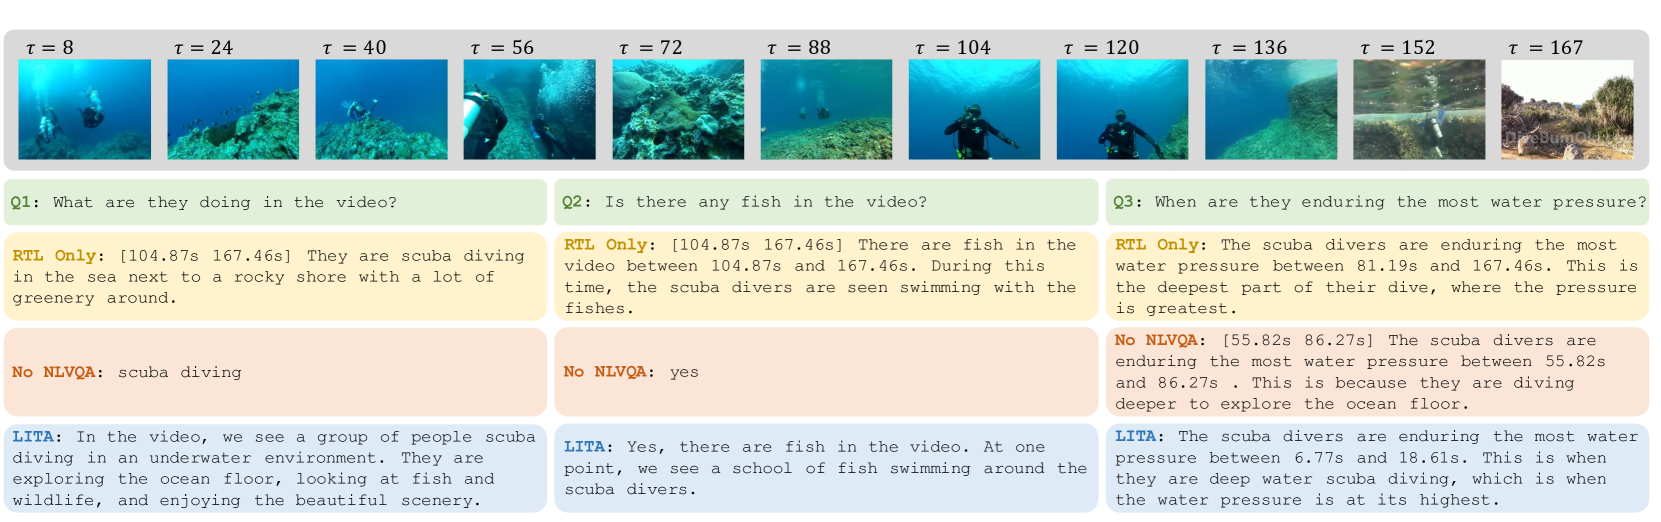 τ = 8
τ = 24
τ = 40
τ = 56
τ = 72
τ = 88
τ = 104
τ = 120
τ = 136
τ = 152
τ = 167
Q1: What are they doing in the video?
RTL Only: [104.87s 167.46s] They are scuba diving
in the sea next to a rocky shore with a lot of
greenery around.
No NLVQA: scuba diving
LITA: In the video, we see a group of people scuba
diving in an underwater environment. They are
exploring the ocean floor, looking at fish and
wildlife, and enjoying the beautiful scenery.
Q2: Is there any fish in the video?
RTL Only: [104.87s 167.46s] There are fish in the
video between 104.87s and 167.46s. During this
time, the scuba divers are seen swimming with the
fishes.
No NLVQA: yes
LITA: Yes, there are fish in the video. At one
point, we see a school of fish swimming around the
scuba divers.
Q3: When are they enduring the most water pressure?
RTL Only: The scuba divers are enduring the most
water pressure between 81.19s and 167.46s. This is
the deepest part of their dive, where the pressure
is greatest.
No NLVQA: [55.82s 86.27s] The scuba divers are
enduring the most water pressure between 55.82s
and 86.27s . This is because they are diving
deeper to explore the ocean floor.
LITA: The scuba divers are enduring the most water
pressure between 6.77s and 18.61s. This is when
they are deep water scuba diving, which is when
the water pressure is at its highest.